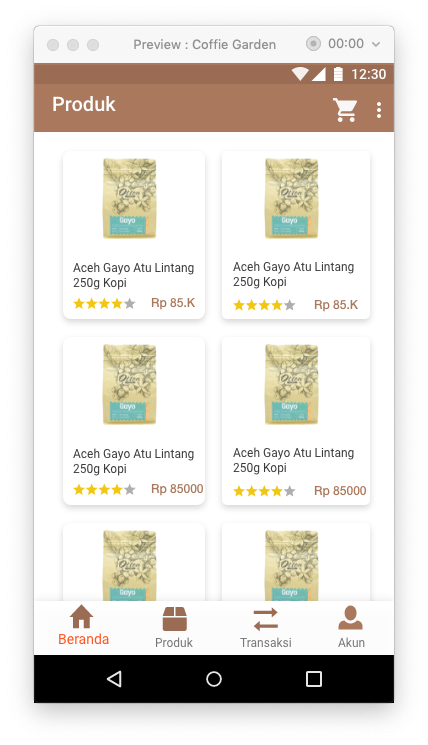 Preview : Coffie Garden
00:00
12:30
Produk
Gayo
Gayo
Aceh Gayo Atu Lintang
250g Kopi
Rp 85.K
Aceh Gayo Atu Lintang
250g Kopi
Rp 85.K
Gayo
Gayo
Aceh Gayo Atu Lintang
250g Kopi
Rp 85000
Aceh Gayo Atu Lintang
250g Kopi
Rp 85000
Gayo
Gayo
Beranda
Produk
Transaksi
Akun